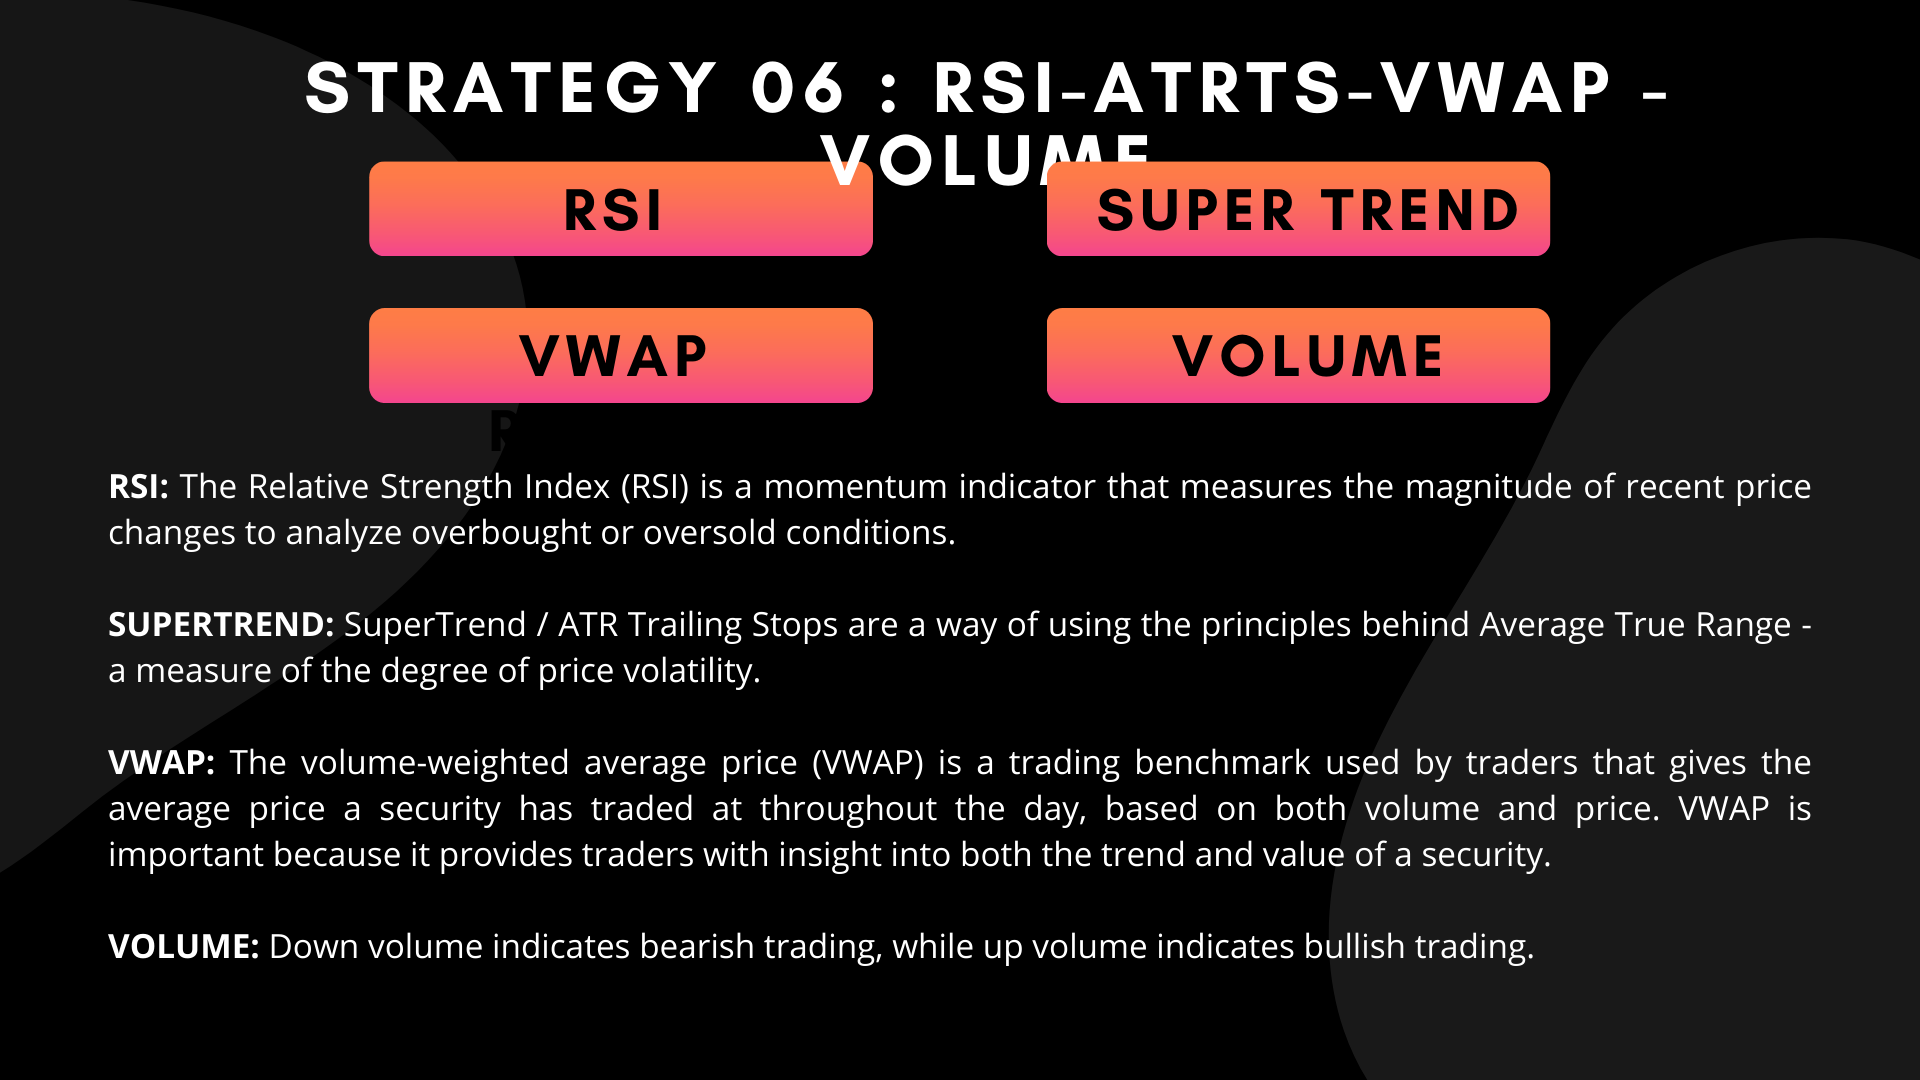 STRATEGY 06 : RSI-ATRTS-VWAP -
VOLUME
RSI
SUPER TREND
VWAP
VOLUME
R
RSI: The Relative Strength Index (RSI) is a momentum indicator that measures the magnitude of recent price
changes to analyze overbought or oversold conditions.
SUPERTREND: SuperTrend / ATR Trailing Stops are a way of using the principles behind Average True Range -
a measure of the degree of price volatility.
VWAP: The volume-weighted average price (VWAP) is a trading benchmark used by traders that gives the
average price a security has traded at throughout the day, based on both volume and price. VWAP is
important because it provides traders with insight into both the trend and value of a security.
VOLUME: Down volume indicates bearish trading, while up volume indicates bullish trading.